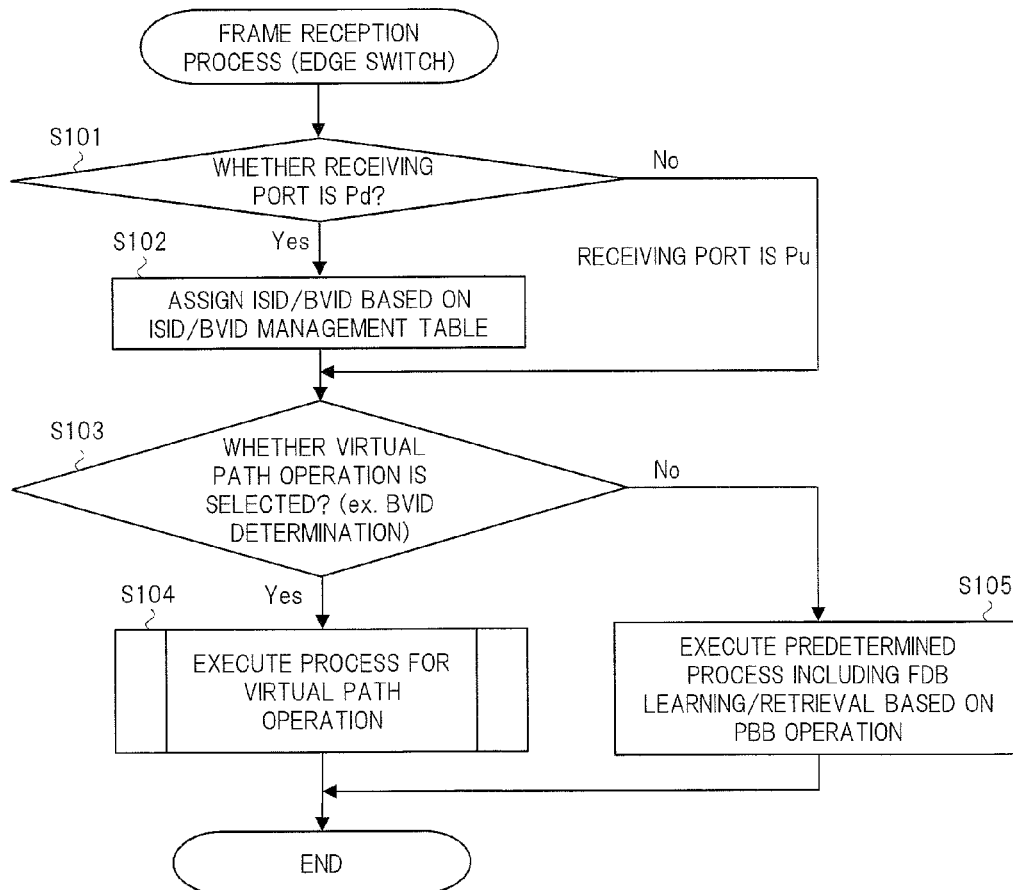 FRAME RECEPTION
PROCESS (EDGE SWITCH)
S101
WHETHER RECEIVING
PORT IS Pd?
No
Yes
RECEIVING PORT IS Pu
S102
ASSIGN ISID/BVID BASED ON
ISID/BVID MANAGEMENT TABLE
S103
WHETHER VIRTUAL
PATH OPERATION IS
SELECTED? (ex. BVID
DETERMINATION)
No
Yes
S104
EXECUTE PROCESS FOR
VIRTUAL PATH
OPERATION
S105
EXECUTE PREDETERMINED
PROCESS INCLUDING FDB
LEARNING/RETRIEVAL BASED ON
PBB OPERATION
END